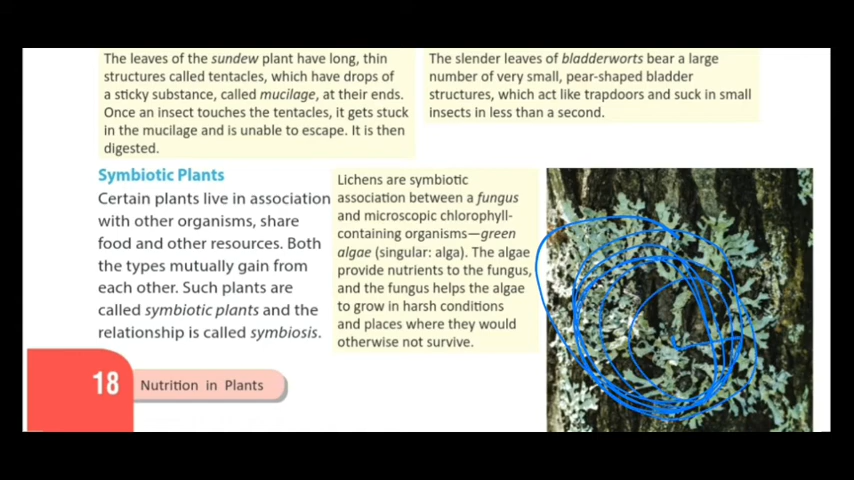 The leaves of the sundew plant have long, thin
structures called tentacles, which have drops of
a sticky substance, called mucilage, at their ends.
Once an insect touches the tentacles, it gets stuck
in the mucilage and is unable to escape. It is then
digested.
The slender leaves of bladderworts bear a large
number of very small, pear-shaped bladder
structures, which act like trapdoors and suck in small
insects in less than a second.
Symbiotic Plants
Certain plants live in association
with other organisms, share
food and other resources. Both
the types mutually gain from
each other. Such plants are
called symbiotic plants and the
relationship is called symbiosis.
Lichens are symbiotic
association between a fungus
and microscopic chlorophyll-
containing organisms—green
algae (singular: alga). The algae
provide nutrients to the fungus,
and the fungus helps the algae
to grow in harsh conditions
and places where they would
otherwise not survive.
18
Nutrition in Plants